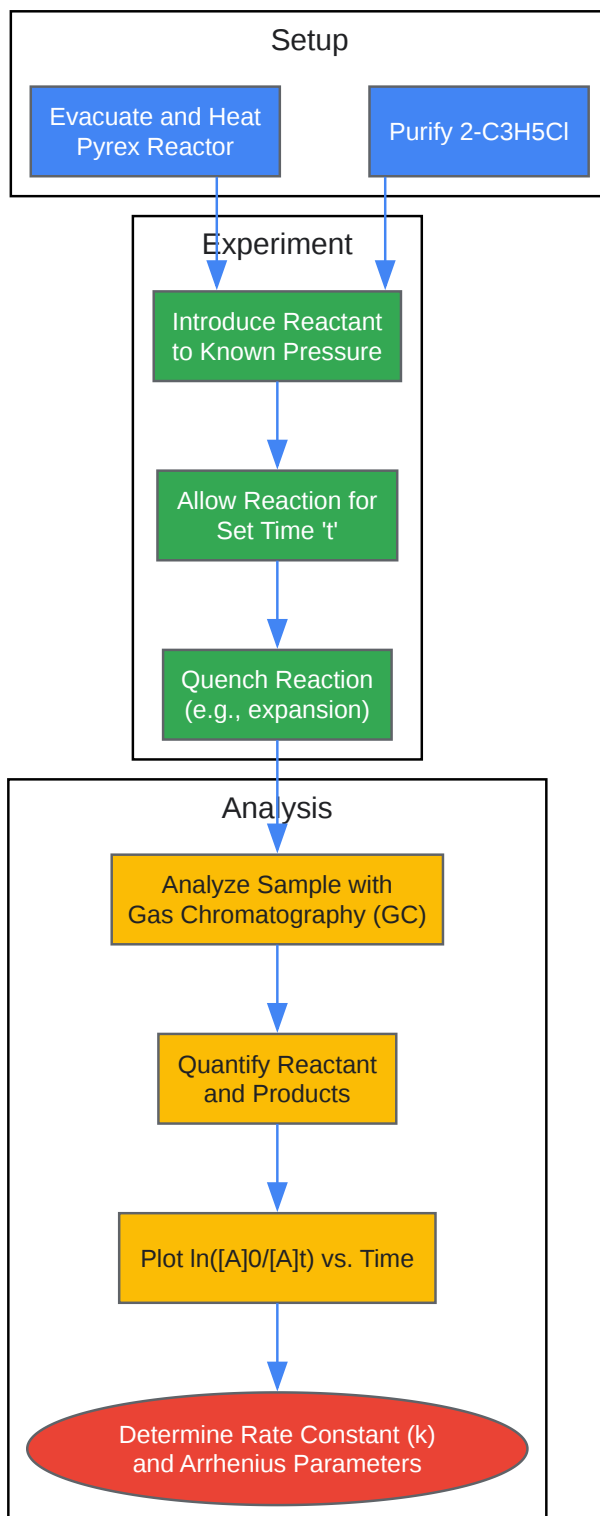 Setup
Evacuate and Heat
Pyrex Reactor
Purify 2-C3H5Cl
Experiment
Introduce Reactant
to Known Pressure
Allow Reaction for
Set Time 't'
Quench Reaction
(e.g., expansion)
Analysis
Analyze Sample with
Gas Chromatography (GC)
Quantify Reactant
and Products
Plot ln([A]0/[A]t) vs. Time
Determine Rate Constant (k)
and Arrhenius Parameters